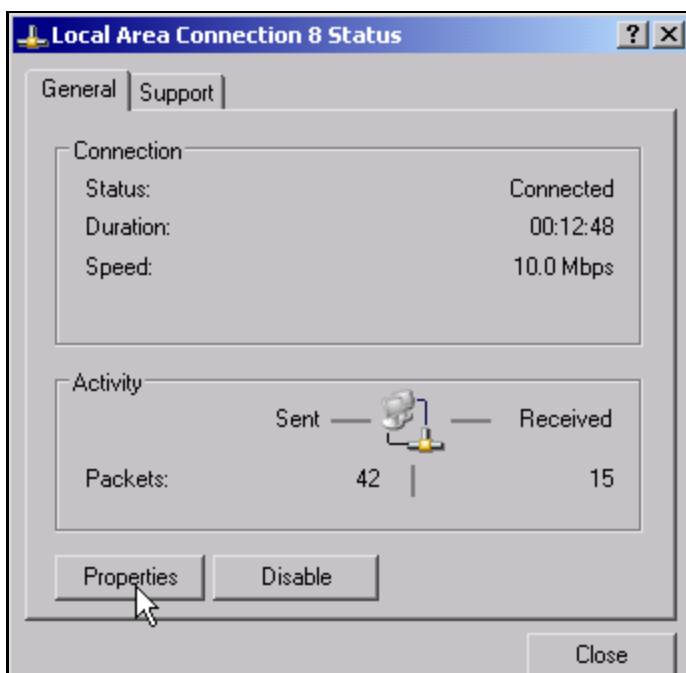 Local Area Connection 8 Status
General Support
Connection
Status: Connected
Duration: 00:12:48
Speed: 10.0 Mbps
Activity
Sent Received
Packets: 42 15
Properties Disable
Close